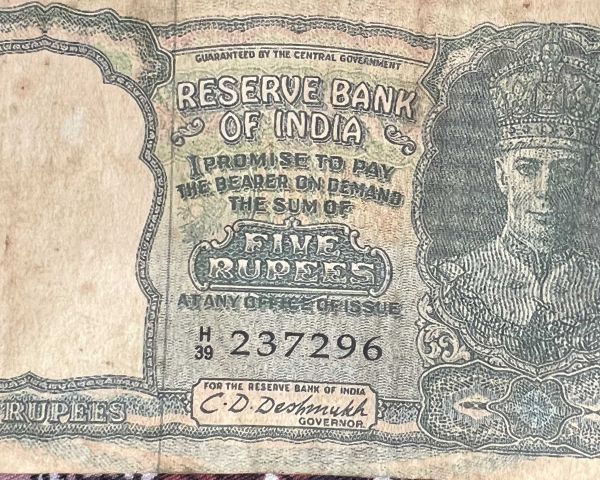 GUARANTEED BY THE CENTRAL GOVERNMENT
RESERVE BANK
OF INDIA
I PROMISE TO PAY
THE BEARER ON DEMAND
THE SUM OF
FIVE
RUPEES
AT ANY OFFICE OF ISSUE
H/39 237296
FOR THE RESERVE BANK OF INDIA
C.D. Deshmukh
GOVERNOR
RUPEES